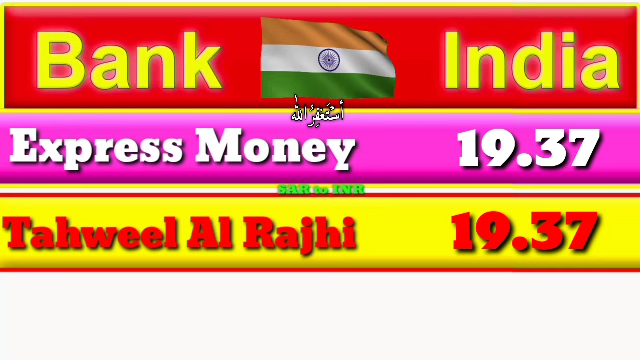 Bank India
أستغفر الله
Express Money 19.37
SAR to INR
Tahweel Al Rajhi 19.37